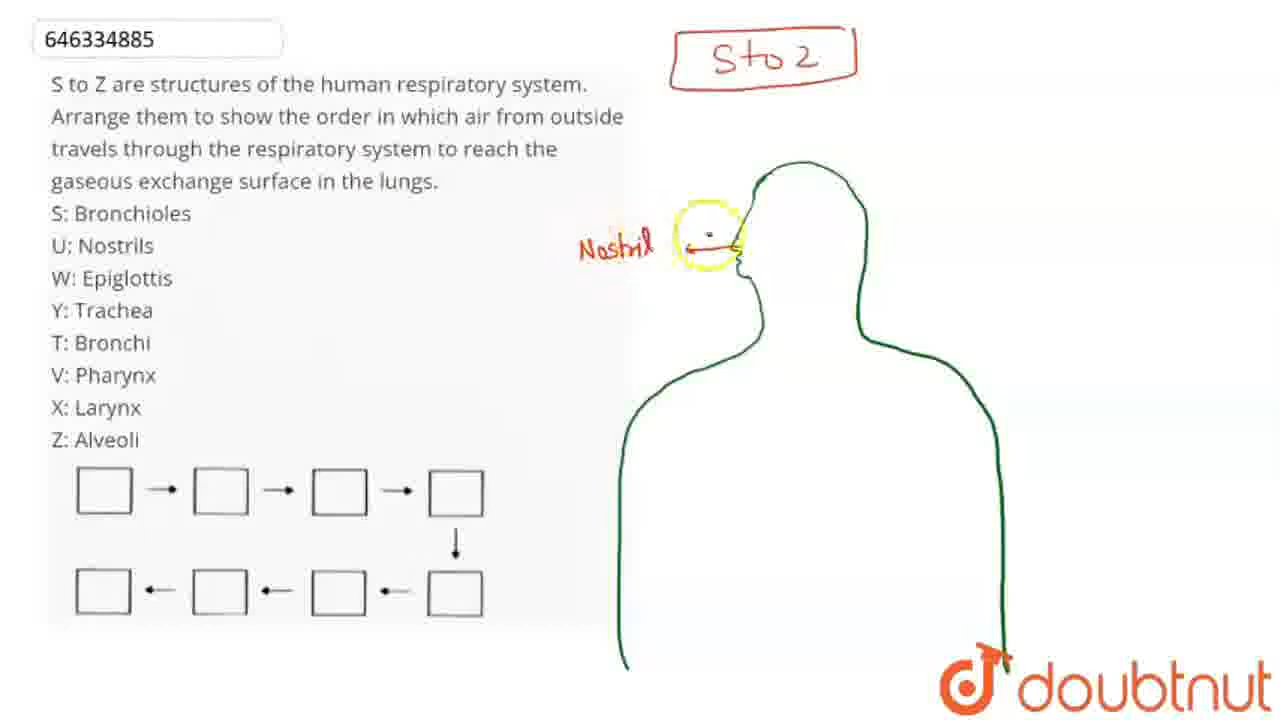 646334885
S to Z are structures of the human respiratory system.
Arrange them to show the order in which air from outside
travels through the respiratory system to reach the
gaseous exchange surface in the lungs.
S: Bronchioles
U: Nostrils
W: Epiglottis
Y: Trachea
T: Bronchi
V: Pharynx
X: Larynx
Z: Alveoli
S to Z
Nostril
doubtnut